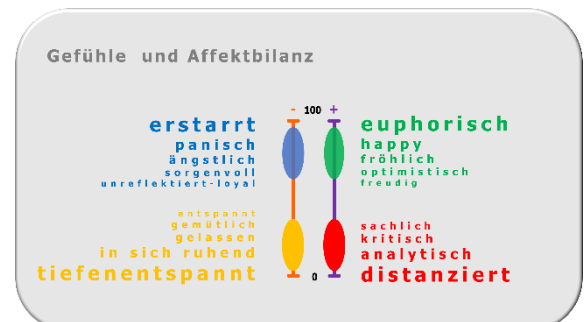 Gefühle und Affektbilanz
- 100 +
erstarrt
panisch
ängstlich
sorgenvoll
unreflektiert-loyal
euphorisch
happy
fröhlich
optimistisch
freudig
entspannt
gemütlich
gelassen
in sich ruhend
tiefenentspannt
sachlich
kritisch
analytisch
distanziert
0